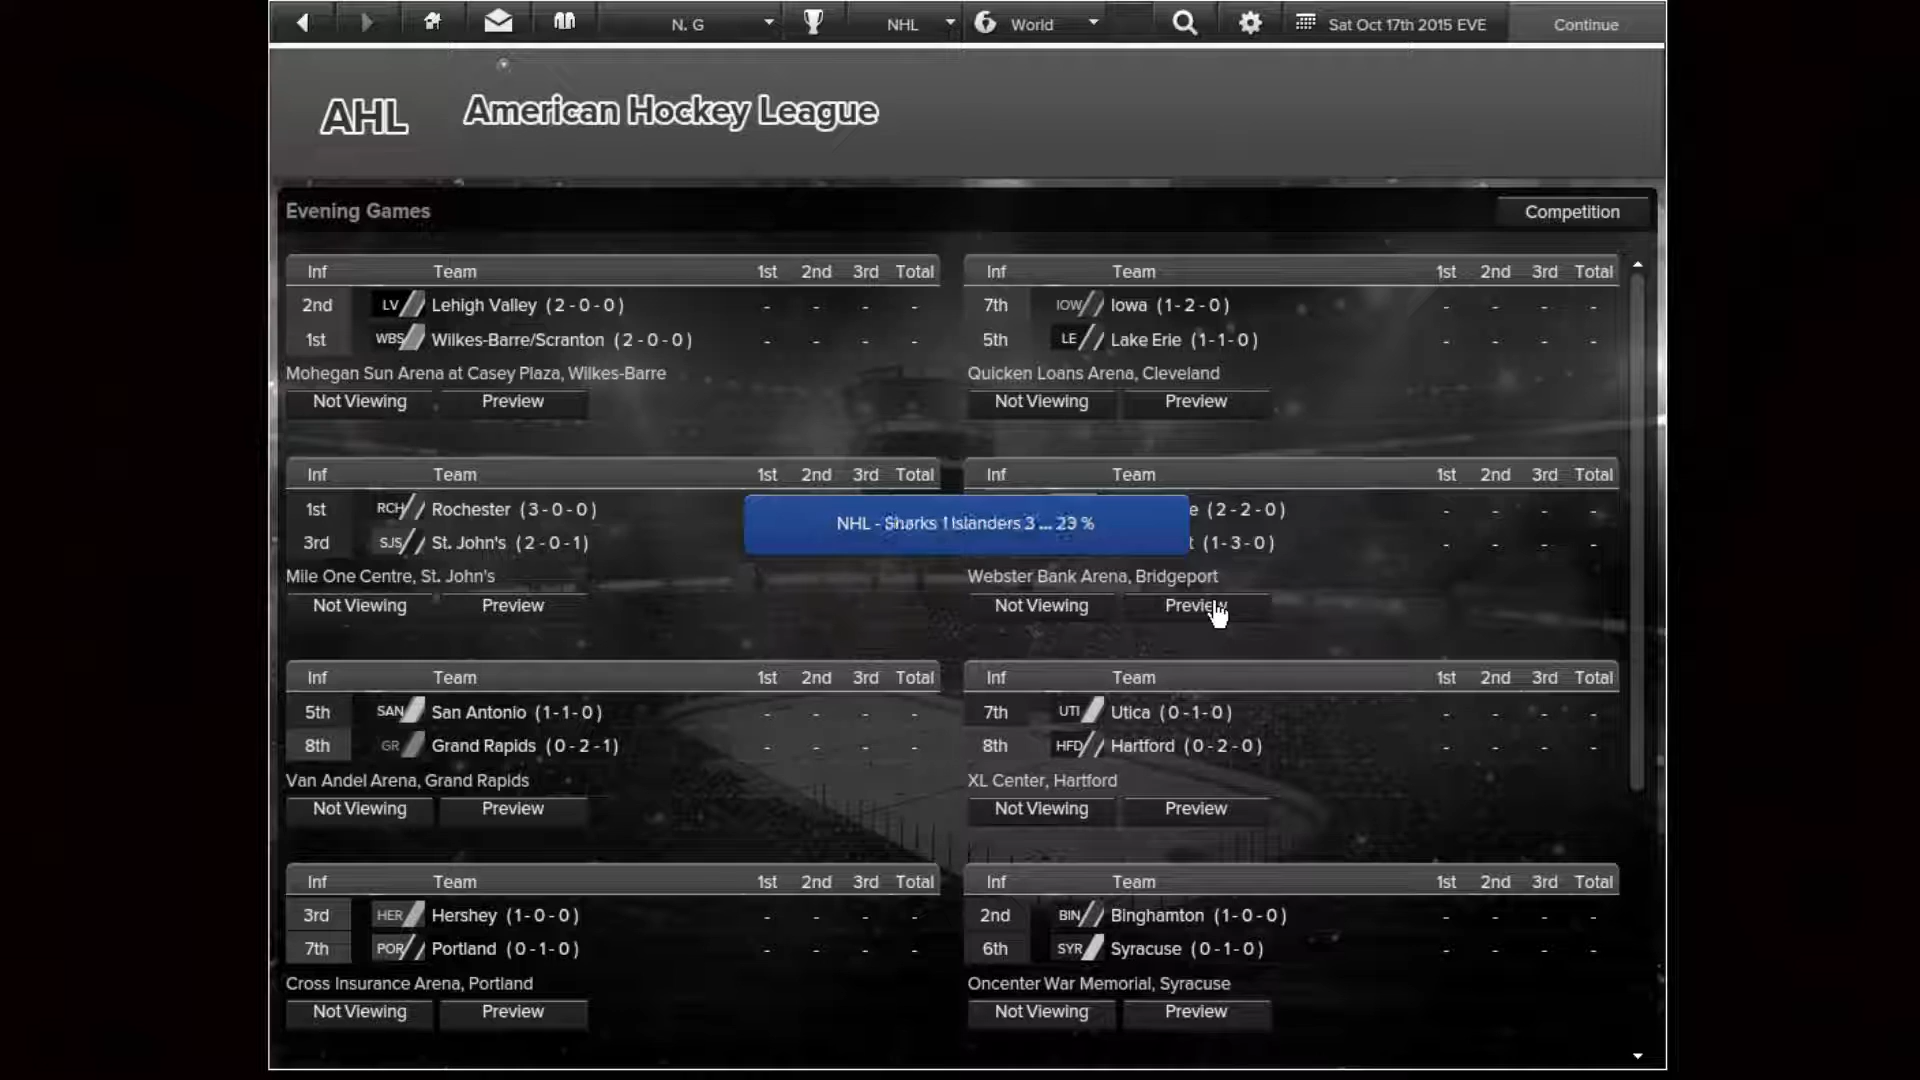 N. G NHL 6 World Sat Oct 17th 2015 EVE Continue
AHL American Hockey League
Evening Games Competition
Inf Team 1st 2nd 3rd Total
2nd LV Lehigh Valley (2-0-0) - - - -
1st WBS Wilkes-Barre/Scranton (2-0-0) - - - -
Mohegan Sun Arena at Casey Plaza, Wilkes-Barre
Not Viewing Preview
Inf Team 1st 2nd 3rd Total
7th IOW Iowa (1-2-0) - - - -
5th LE Lake Erie (1-1-0) - - - -
Quicken Loans Arena, Cleveland
Not Viewing Preview
Inf Team 1st 2nd 3rd Total
1st RCH Rochester (3-0-0)
3rd SJS St. John's (2-0-1)
Mile One Centre, St. John's
Not Viewing Preview
NHL - Sharks 1 Islanders 3 ... 29 %
Inf Team 1st 2nd 3rd Total
e (2-2-0) - - - -
t (1-3-0) - - - -
Webster Bank Arena, Bridgeport
Not Viewing Preview
Inf Team 1st 2nd 3rd Total
5th SAN San Antonio (1-1-0) - - - -
8th GR Grand Rapids (0-2-1) - - - -
Van Andel Arena, Grand Rapids
Not Viewing Preview
Inf Team 1st 2nd 3rd Total
7th UTI Utica (0-1-0) - - - -
8th HFD Hartford (0-2-0) - - - -
XL Center, Hartford
Not Viewing Preview
Inf Team 1st 2nd 3rd Total
3rd HER Hershey (1-0-0) - - - -
7th POR Portland (0-1-0) - - - -
Cross Insurance Arena, Portland
Not Viewing Preview
Inf Team 1st 2nd 3rd Total
2nd BIN Binghamton (1-0-0) - - - -
6th SYR Syracuse (0-1-0) - - - -
Oncenter War Memorial, Syracuse
Not Viewing Preview